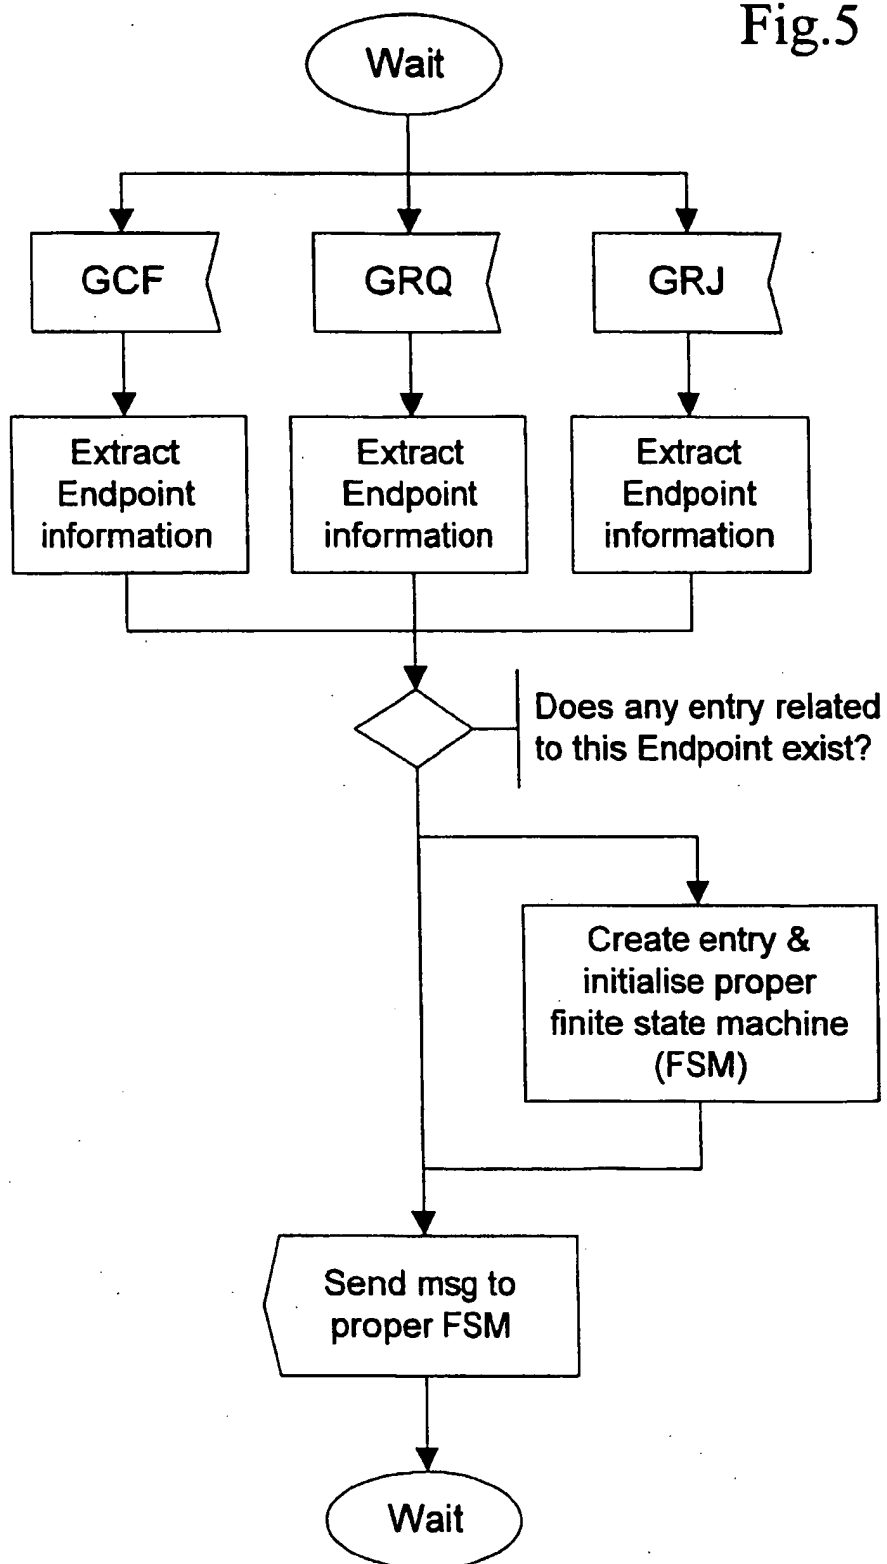 Fig.5
Wait
GCF
GRQ
GRJ
Extract
Endpoint
information
Extract
Endpoint
information
Extract
Endpoint
information
Does any entry related
to this Endpoint exist?
Create entry &
initialise proper
finite state machine
(FSM)
Send msg to
proper FSM
Wait